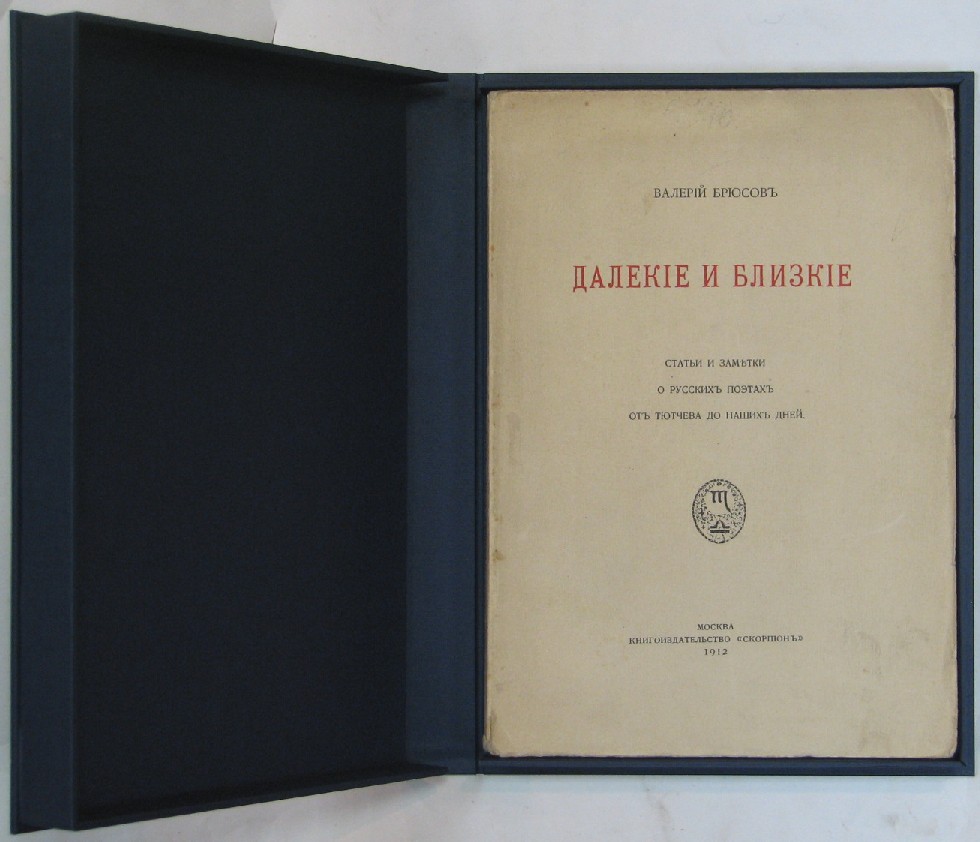 ВАЛЕРІЙ БРЮСОВЪ
ДАЛЕКІЕ И БЛИЗКІЕ
СТАТЬИ И ЗАМѢТКИ
О РУССКИХЪ ПОЭТАХЪ
ОТЪ ТЮТЧЕВА ДО НАШИХЪ ДНЕЙ.
МОСКВА
КНИГОИЗДАТЕЛЬСТВО «СКОРПІОНЪ»
1912